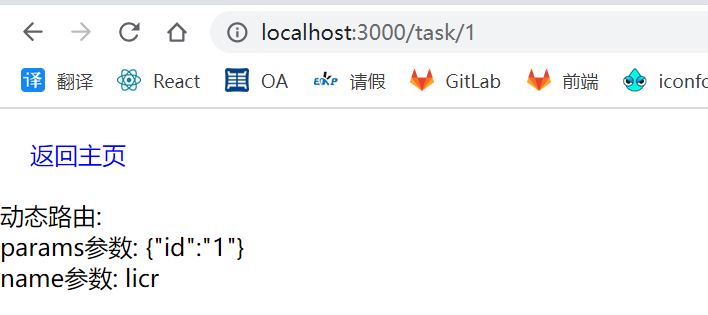 localhost:3000/task/1
译 翻译 React OA EKP 请假 GitLab 前端 iconfo
返回主页
动态路由:
params参数: {"id":"1"}
name参数: licr